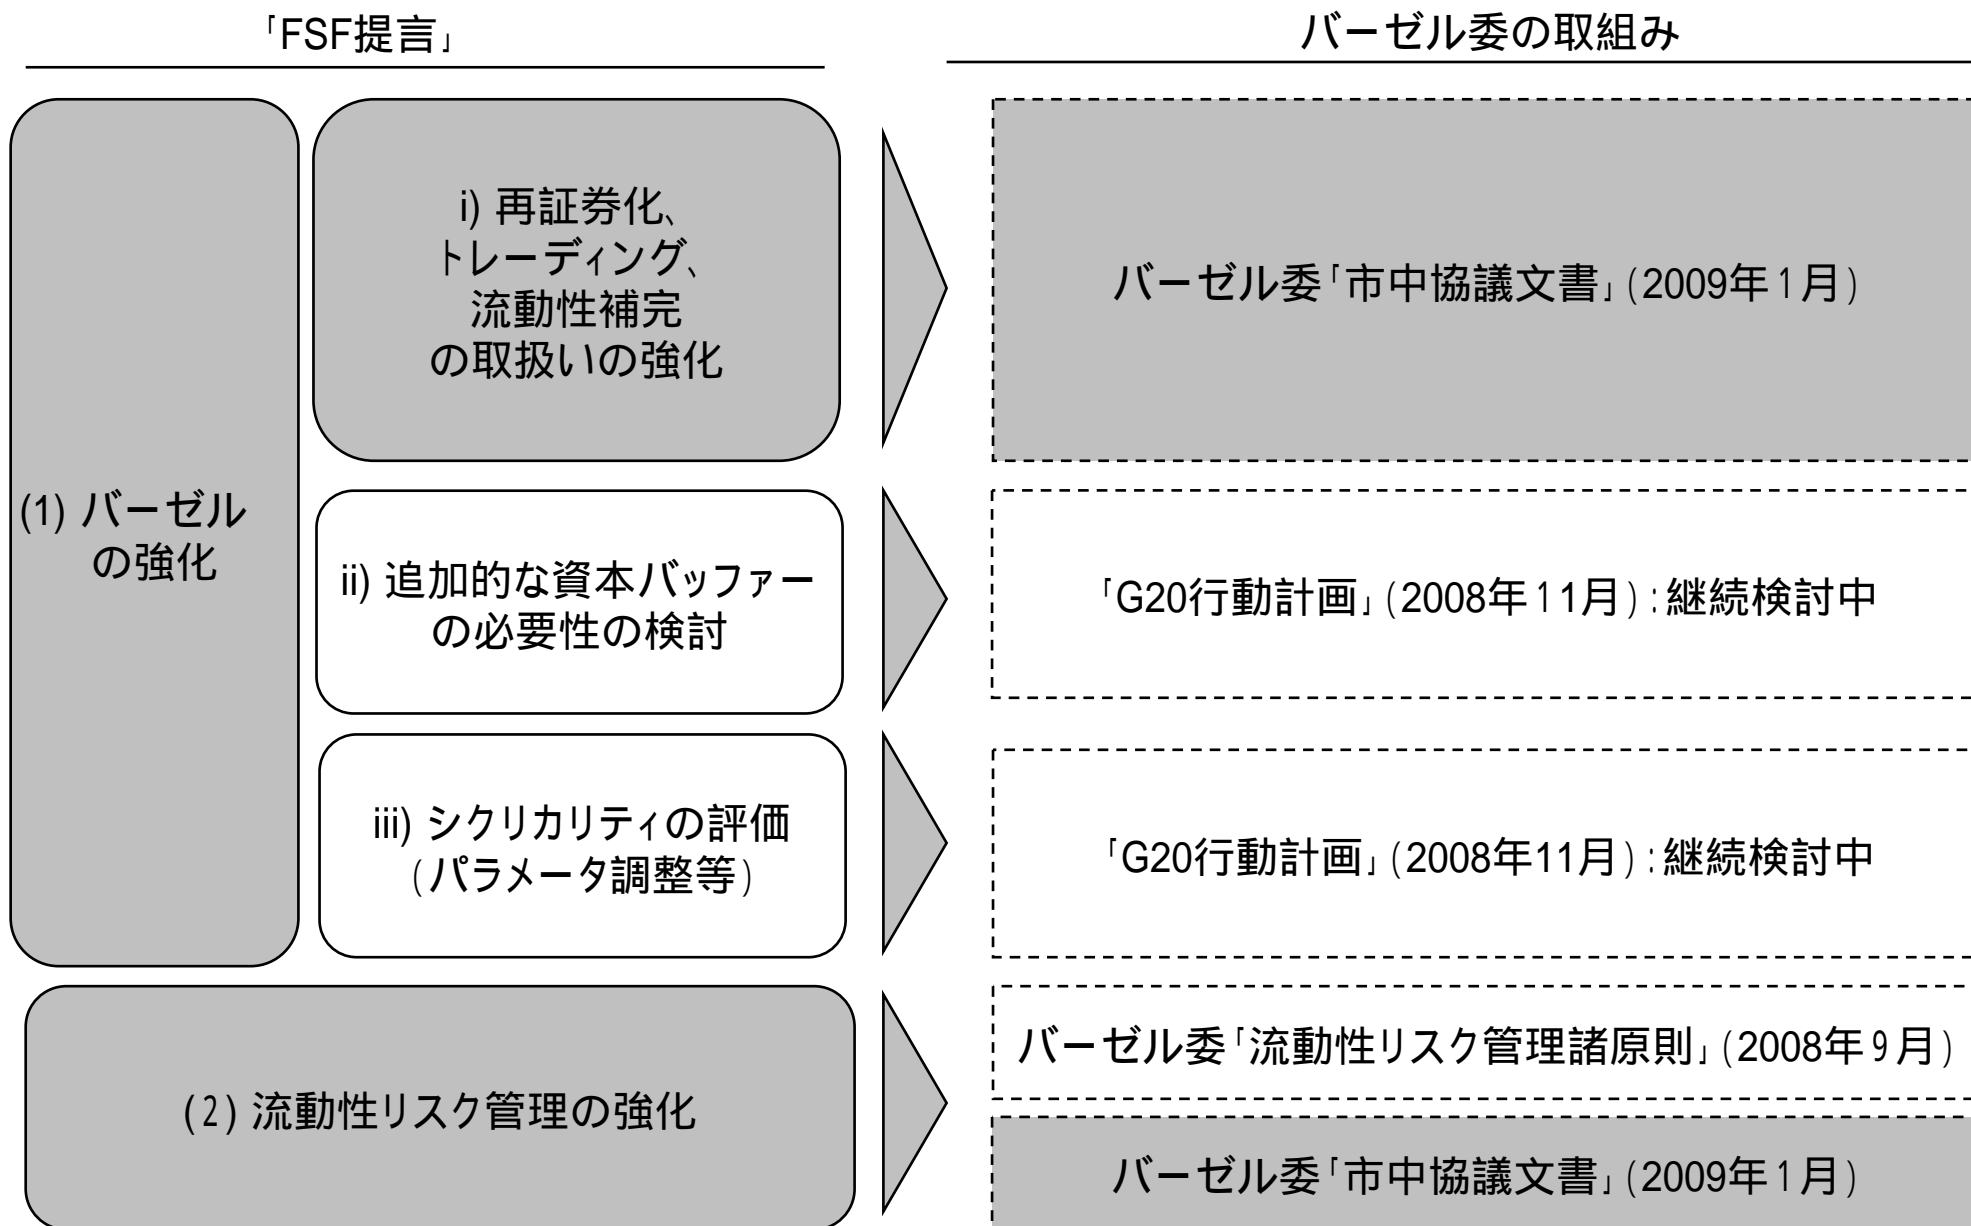 「FSF提言」
バーゼル委の取組み
(1) バーゼル
の強化
i) 再証券化、
トレーディング、
流動性補完
の取扱いの強化
バーゼル委「市中協議文書」(2009年1月)
ii) 追加的な資本バッファー
の必要性の検討
「G20行動計画」(2008年11月):継続検討中
iii) シクリカリティの評価
(パラメータ調整等)
「G20行動計画」(2008年11月):継続検討中
(2) 流動性リスク管理の強化
バーゼル委「流動性リスク管理諸原則」(2008年9月)
バーゼル委「市中協議文書」(2009年1月)